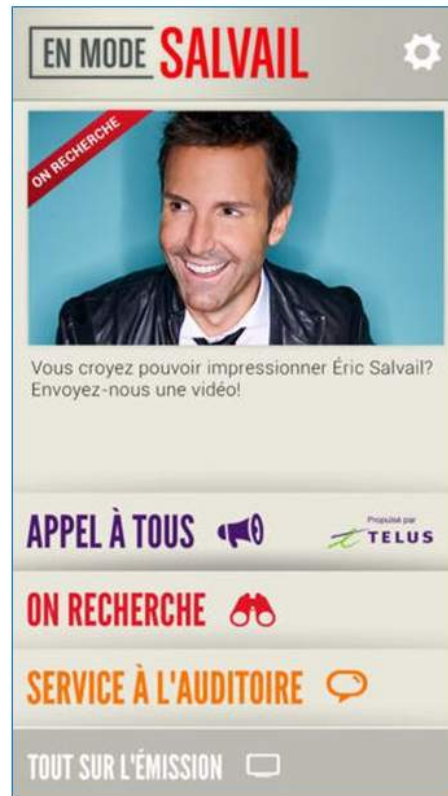 EN MODE SALVAIL
ON RECHERCHE
Vous croyez pouvoir impressionner Éric Salvail?
Envoyez-nous une vidéo!
APPEL À TOUS
Propulsé par
TELUS
ON RECHERCHE
SERVICE À L'AUDITOIRE
TOUT SUR L'ÉMISSION